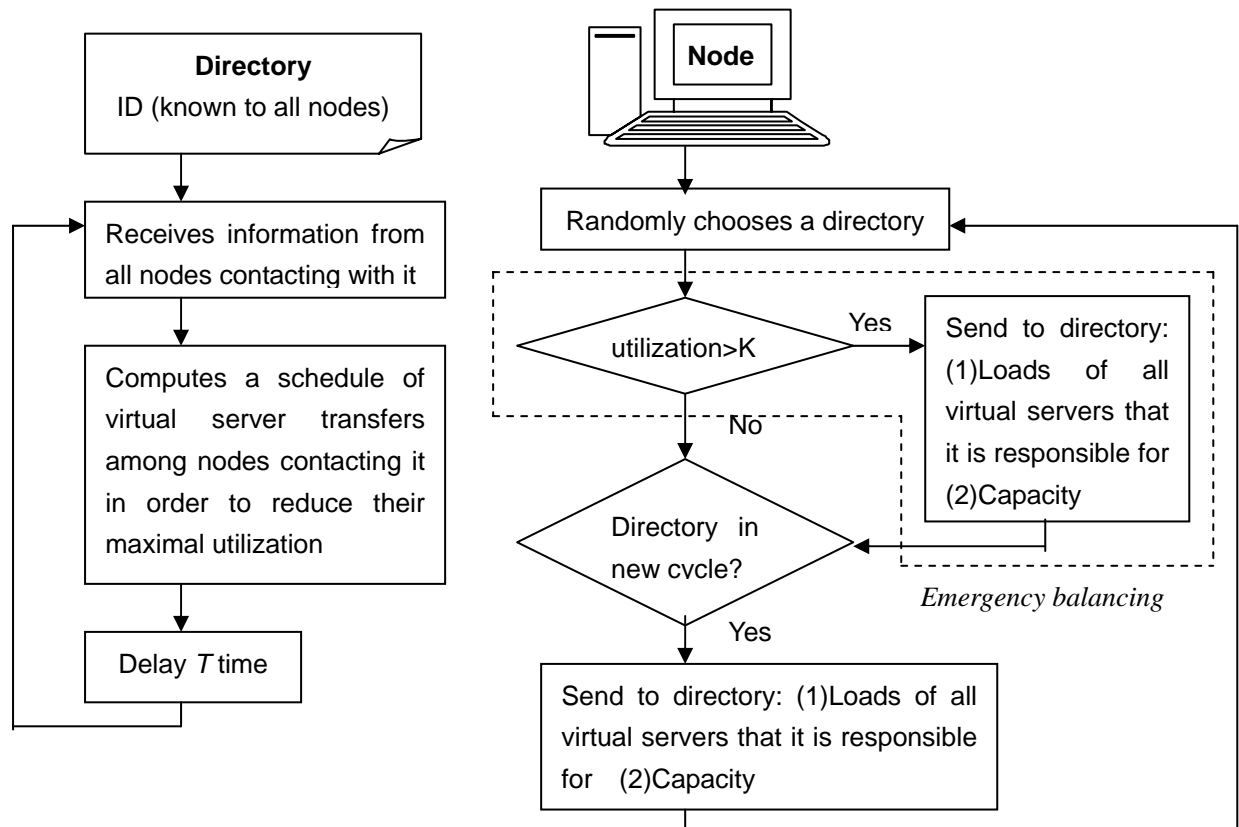 Directory
ID (known to all nodes)
Receives information from
all nodes contacting with it
Computes a schedule of
virtual server transfers
among nodes contacting it
in order to reduce their
maximal utilization
Delay T time
Node
Randomly chooses a directory
utilization>K
Yes
No
Send to directory:
(1)Loads of all
virtual servers that
it is responsible for
(2)Capacity
Directory in
new cycle?
Emergency balancing
Yes
Send to directory: (1)Loads of all
virtual servers that it is responsible
for (2)Capacity